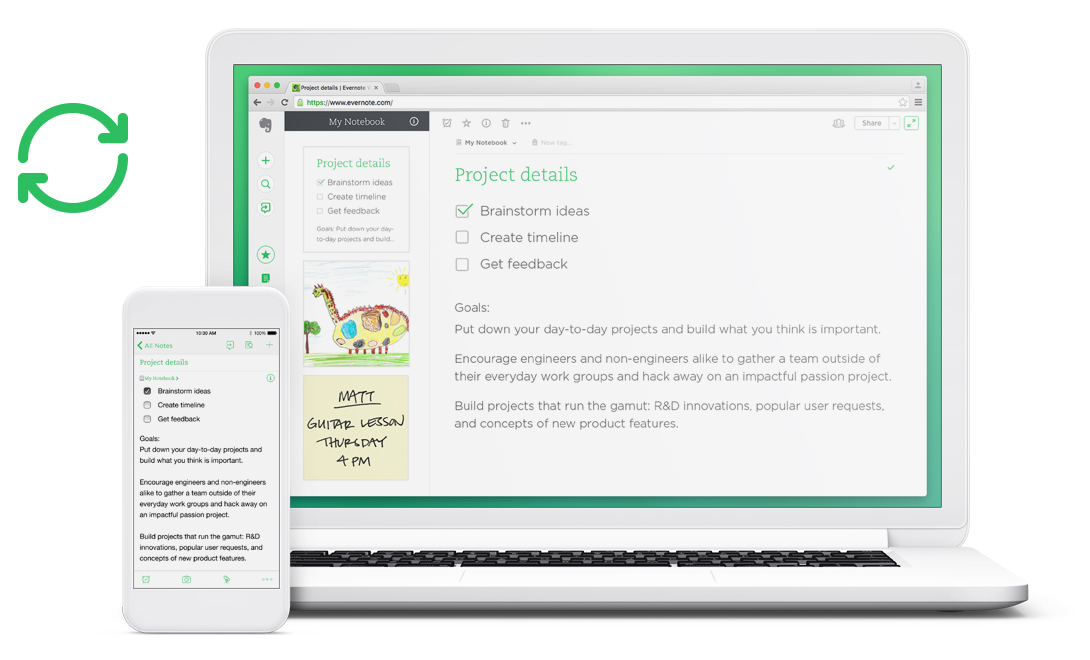 Project details | Evernote
https://www.evernote.com/
My Notebook
Share
My Notebook
New tag...
Project details
Brainstorm ideas
Create timeline
Get feedback
Goals: Put down your day-
to-day projects and build...
MATT
GUITAR LESSON
THURSDAY
4 PM
Project details
Brainstorm ideas
Create timeline
Get feedback
Goals:
Put down your day-to-day projects and build what you think is important.
Encourage engineers and non-engineers alike to gather a team outside of
their everyday work groups and hack away on an impactful passion project.
Build projects that run the gamut: R&D innovations, popular user requests,
and concepts of new product features.
10:30 AM
100%
All Notes
Project details
My Notebook
Brainstorm ideas
Create timeline
Get feedback
Goals:
Put down your day-to-day projects and
build what you think is important.
Encourage engineers and non-engineers
alike to gather a team outside of their
everyday work groups and hack away on
an impactful passion project.
Build projects that run the gamut: R&D
innovations, popular user requests, and
concepts of new product features.